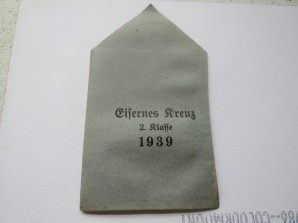 Eisernes Kreuz
2. Klasse
1939